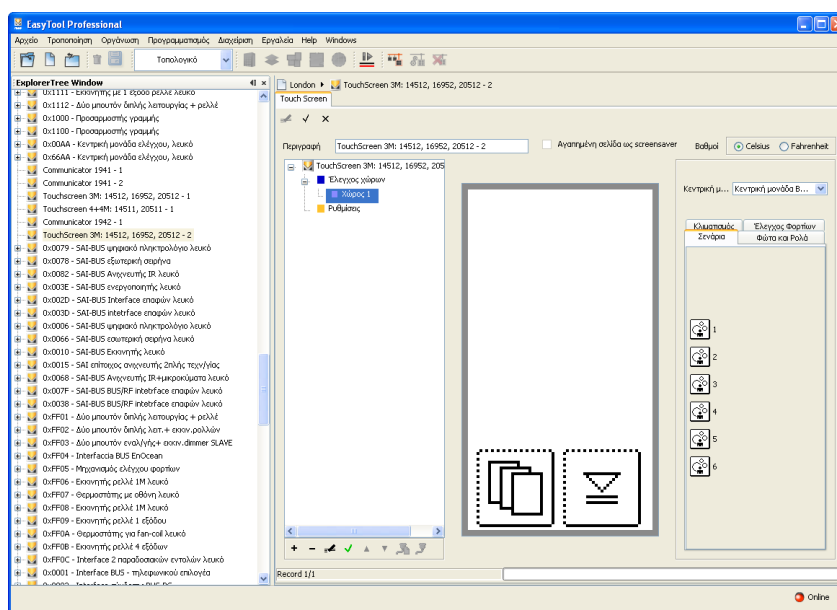 EasyTool Professional
Αρχείο Τροποποίηση Οργάνωση Προγραμματισμός Διαχείριση Εργαλεία Help Windows
Τοπολογικό
ExplorerTree Window
0x1111 - Εκκινητής με 1 έξοδο ρελλέ λευκό
0x1112 - Δύο μπουτόν διπλής λειτουργίας + ρελλέ
0x1000 - Προσαρμοστής γραμμής
0x1100 - Προσαρμοστής γραμμής
0x00AA - Κεντρική μονάδα ελέγχου, λευκό
0x66AA - Κεντρική μονάδα ελέγχου, λευκό
Communicator 1941 - 1
Communicator 1941 - 2
Touchscreen 3M: 14512, 16952, 20512 - 1
Touchscreen 4+4M: 14511, 20511 - 1
Communicator 1942 - 1
TouchScreen 3M: 14512, 16952, 20512 - 2
0x0079 - SAI-BUS ψηφιακό πληκτρολόγιο λευκό
0x0078 - SAI-BUS εξωτερική σειρήνα
0x0082 - SAI-BUS Ανιχνευτής IR λευκό
0x003E - SAI-BUS ενεργοποιητής λευκό
0x002D - SAI-BUS Interface επαφών λευκό
0x003D - SAI-BUS intetrface επαφών λευκό
0x0006 - SAI-BUS ψηφιακό πληκτρολόγιο λευκό
0x0066 - SAI-BUS εσωτερική σειρήνα λευκό
0x0010 - SAI-BUS Εκκινητής λευκό
0x0015 - SAI επίτοιχος ανιχνευτής 2πλής τεχν/γίας
0x0068 - SAI-BUS Ανιχνευτής IR+μικροκύματα λευκό
0x007F - SAI-BUS BUS/RF intetrface επαφών λευκό
0x0038 - SAI-BUS BUS/RF intetrface επαφών λευκό
0xFF01 - Δύο μπουτόν διπλής λειτουργίας + ρελλέ
0xFF02 - Δύο μπουτόν διπλής λειτ.+ εκκιν.ρολλών
0xFF03 - Δύο μπουτόν εναλ/γής+ εκκιν.dimmer SLAVE
0xFF04 - Interfaccia BUS EnOcean
0xFF05 - Μηχανισμός ελέγχου φορτίων
0xFF06 - Εκκινητής ρελλέ 1M λευκό
0xFF07 - Θερμοστάτης με οθόνη λευκό
0xFF08 - Εκκινητής ρελλέ 1M λευκό
0xFF09 - Εκκινητής ρελλέ 1 εξόδου
0xFF0A - Θερμοστάτης για fan-coil λευκό
0xFF0B - Εκκινητής ρελλέ 4 εξόδων
0xFF0C - Interface 2 παραδοσιακών εντολών λευκό
0x0001 - Interface BUS - τηλεφωνικού επιλογέα
London TouchScreen 3M: 14512, 16952, 20512 - 2
Touch Screen
Περιγραφή TouchScreen 3M: 14512, 16952, 20512 - 2 Αγαπημένη σελίδα ως screensaver Βαθμοί Celsius Fahrenheit
TouchScreen 3M: 14512, 16952, 205
Έλεγχος χώρων
Χώρος 1
Ρυθμίσεις
Κεντρική μ... Κεντρική μονάδα Β...
Κλιματισμός Έλεγχος Φορτίων
Σενάρια Φώτα και Ρολά
1
2
3
4
5
6
Record 1/1
Online